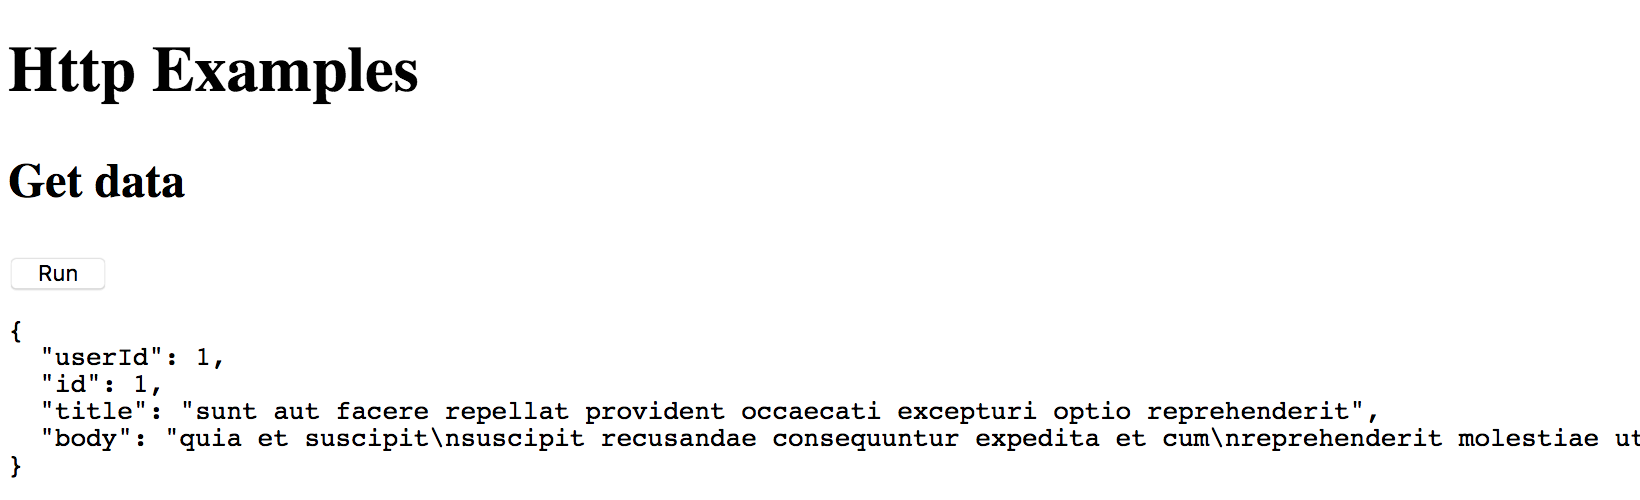 Http Examples
Get data
Run
{
  "userId": 1,
  "id": 1,
  "title": "sunt aut facere repellat provident occaecati excepturi optio reprehenderit",
  "body": "quia et suscipit\nsuscipit recusandae consequuntur expedita et cum\nreprehenderit molestiae ut
}